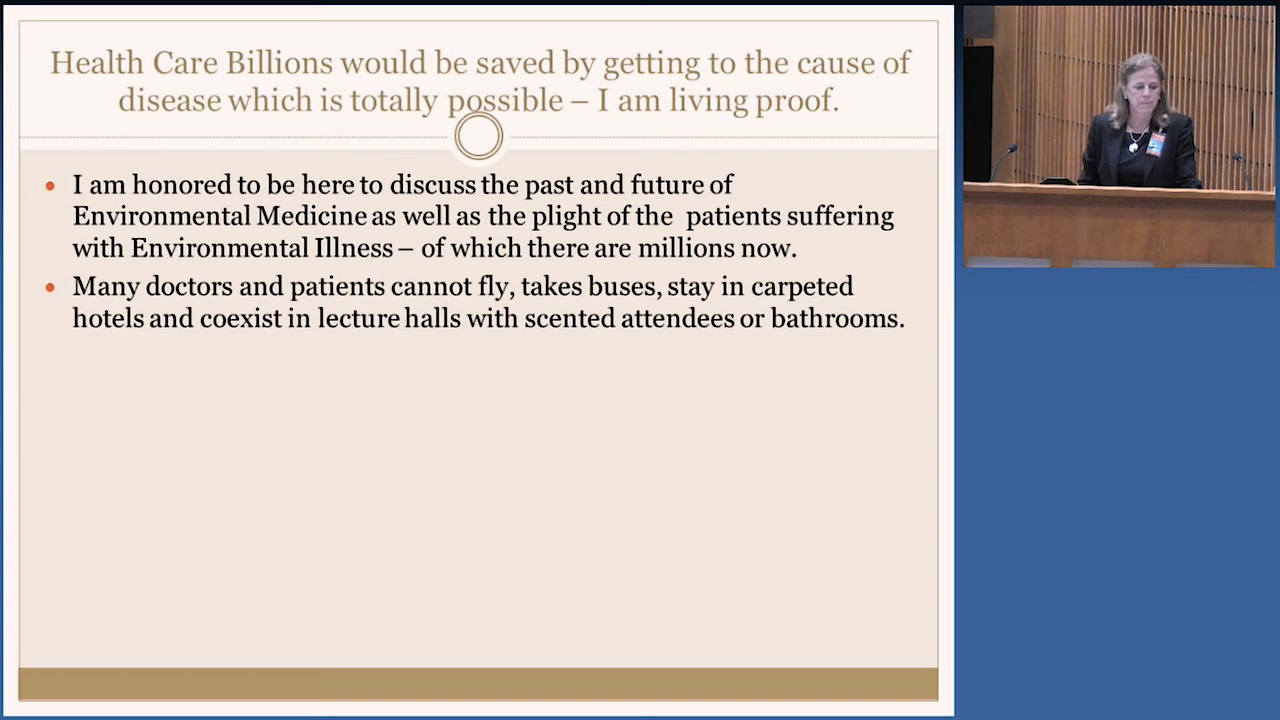 Health Care Billions would be saved by getting to the cause of
disease which is totally possible – I am living proof.
• I am honored to be here to discuss the past and future of
Environmental Medicine as well as the plight of the patients suffering
with Environmental Illness – of which there are millions now.
• Many doctors and patients cannot fly, takes buses, stay in carpeted
hotels and coexist in lecture halls with scented attendees or bathrooms.